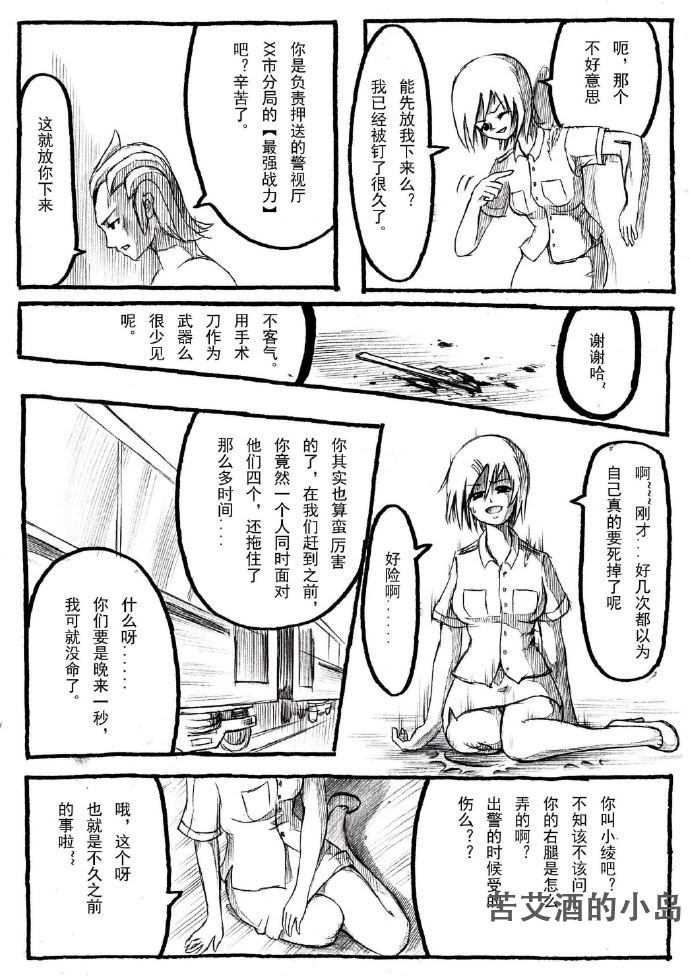 呃，那个
不好意思
能先放我下来么？
我已经被钉了很久了。
你是负责押送的警视厅
XX市分局的【最强战力】
吧？辛苦了。
这就放你下来
谢谢哈~
不客气。
用手术
刀作为
武器么
很少见
呢。
啊~~~刚才...好几次都以为
自己真的要死掉了呢
好险啊......
你其实也算蛮厉害
的了，在我们赶到之前，
你竟然一个人同时面对
他们四个，还拖住了
那么多时间....
什么呀.....
你们要是晚来一秒，
我可就没命了。
你叫小绫吧？
不知该不该问
你的右腿是怎么
弄的啊？
出警的时候受的
伤么？？
哦，这个呀
也就是不久之前
的事啦~
苦艾酒的小岛